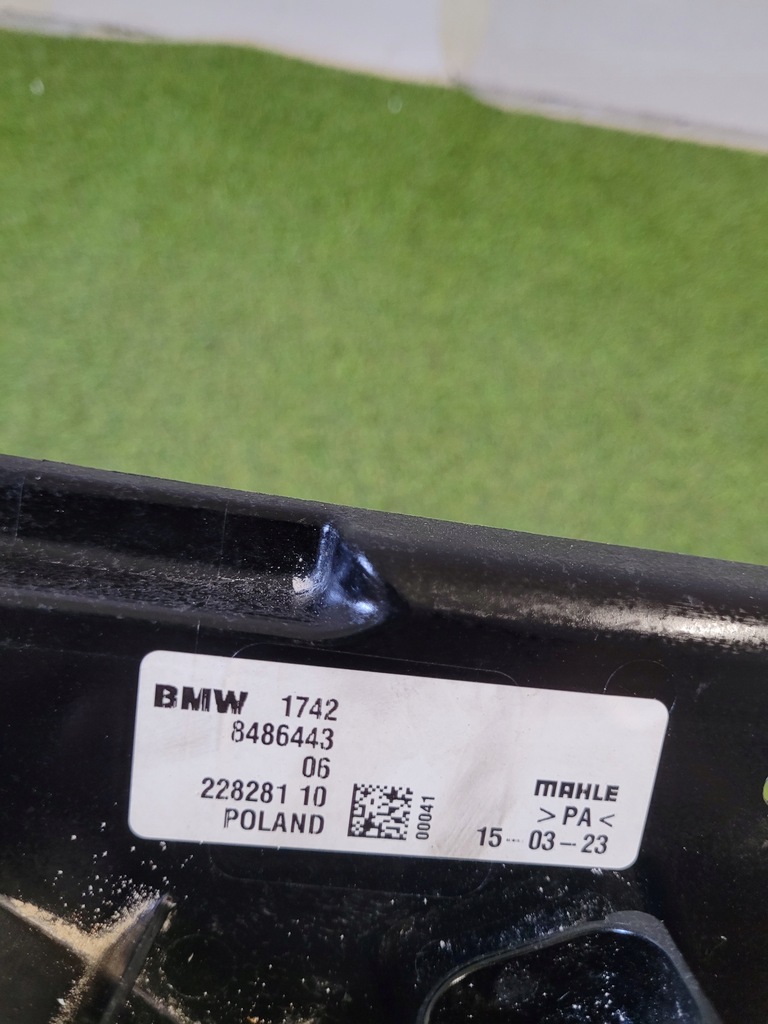 BMW 1742
8486443
06
228281 10
POLAND
00041
MAHLE
>PA<
15-03-23